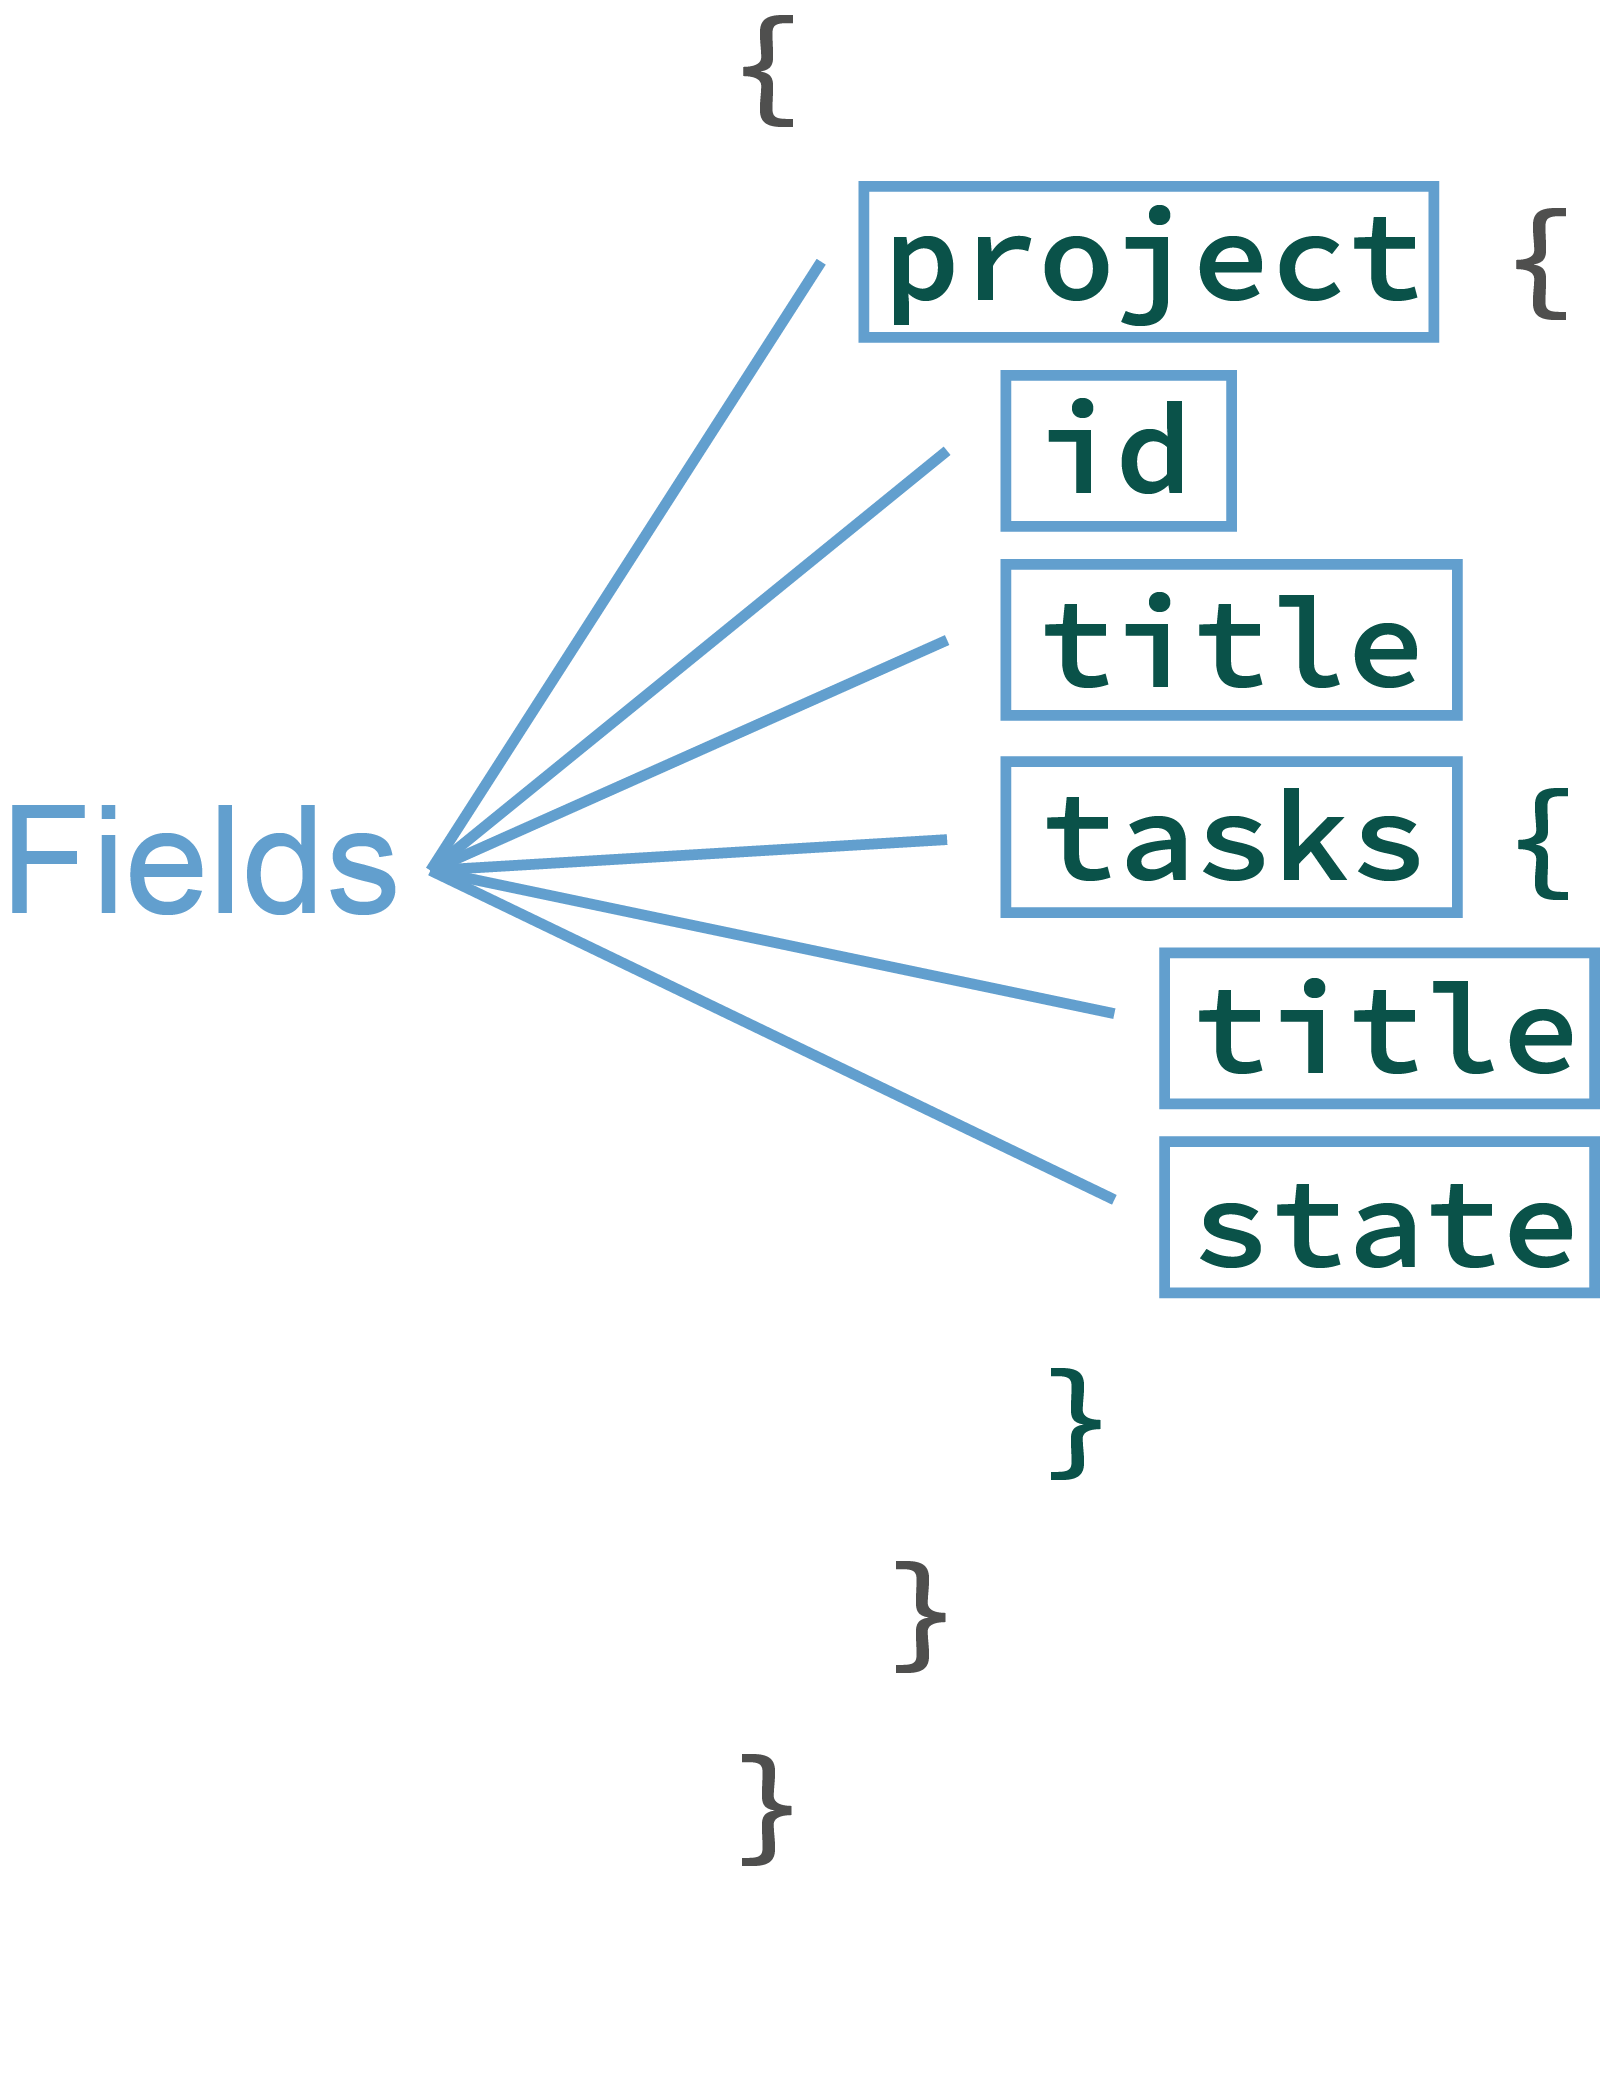 {
project {
id
title
tasks {
Fields
title
state
}
}
}